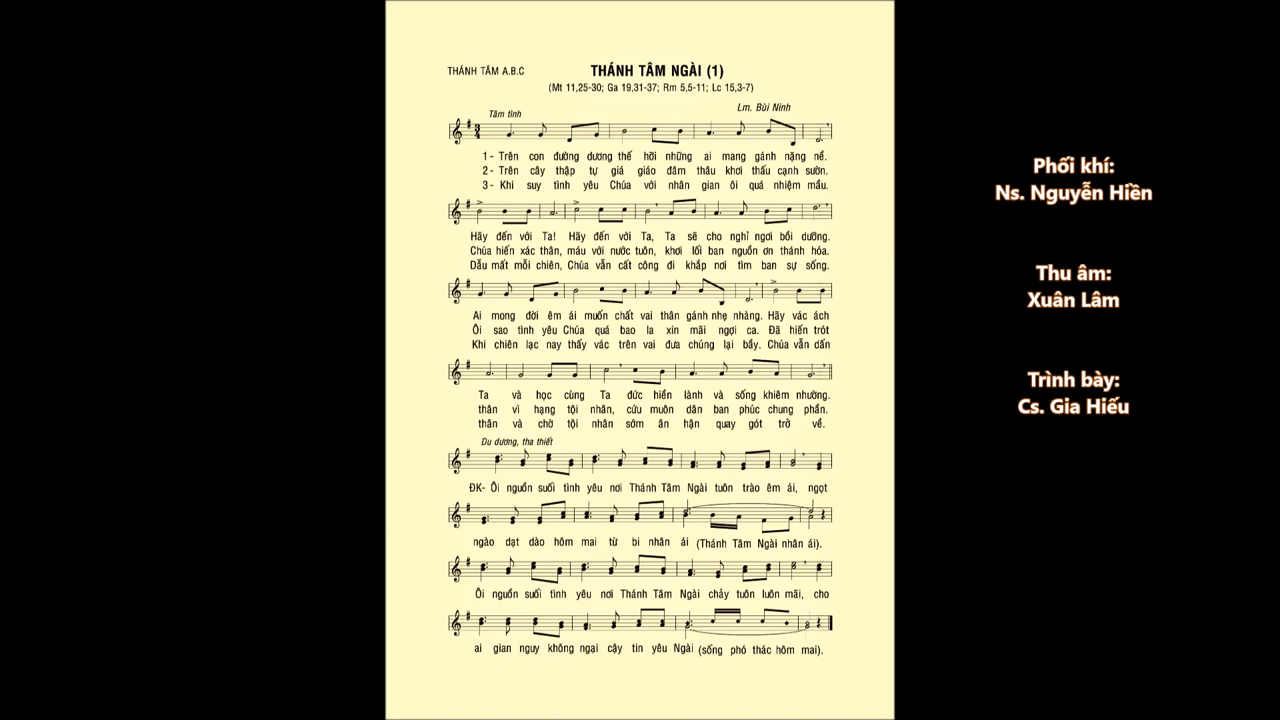 THÁNH TÂM A.B.C
THÁNH TÂM NGÀI (1)
(Mt 11,25-30; Ga 19,31-37; Rm 5,5-11; Lc 15,3-7)
Lm. Bùi Ninh
Tâm tình
1- Trên con đường dương thế hỡi những ai mang gánh nặng nề.
2- Trên cây thập tự giá giáo đâm thâu khơi thấu cạnh sườn.
3- Khi suy tình yêu Chúa với nhân gian ôi quá nhiệm mầu.
Hãy đến với Ta! Hãy đến với Ta, Ta sẽ cho nghỉ ngơi bồi dưỡng.
Chúa hiến xác thân, máu với nước tuôn, khơi lối ban nguồn ơn thánh hóa.
Dẫu mất mỗi chiên, Chúa vẫn cất công đi khắp nơi tìm ban sự sống.
Ai mong đời êm ái muốn chất vai thân gánh nhẹ nhàng. Hãy vác ách
Ôi sao tình yêu Chúa quá bao la xin mãi ngợi ca. Đã hiến trót
Khi chiên lạc nay thấy vác trên vai đưa chúng lại bầy. Chúa vẫn dấn
Ta và học cùng Ta đức hiền lành và sống khiêm nhường.
thân vì hạng tội nhân, cứu muôn dân ban phúc chung phần.
thân và chờ tội nhân sớm ăn hận quay gót trở về.
Du dương, tha thiết
ĐK- Ôi nguồn suối tình yêu nơi Thánh Tâm Ngài tuôn trào êm ái, ngọt
ngào dạt dào hôm mai từ bi nhân ái (Thánh Tâm Ngài nhân ái).
Ôi nguồn suối tình yêu nơi Thánh Tâm Ngài chảy tuôn luôn mãi, cho
ai gian nguy không ngại cậy tin yêu Ngài (sống phó thác hôm mai).
Phối khí:
Ns. Nguyễn Hiền
Thu âm:
Xuân Lâm
Trình bày:
Cs. Gia Hiếu